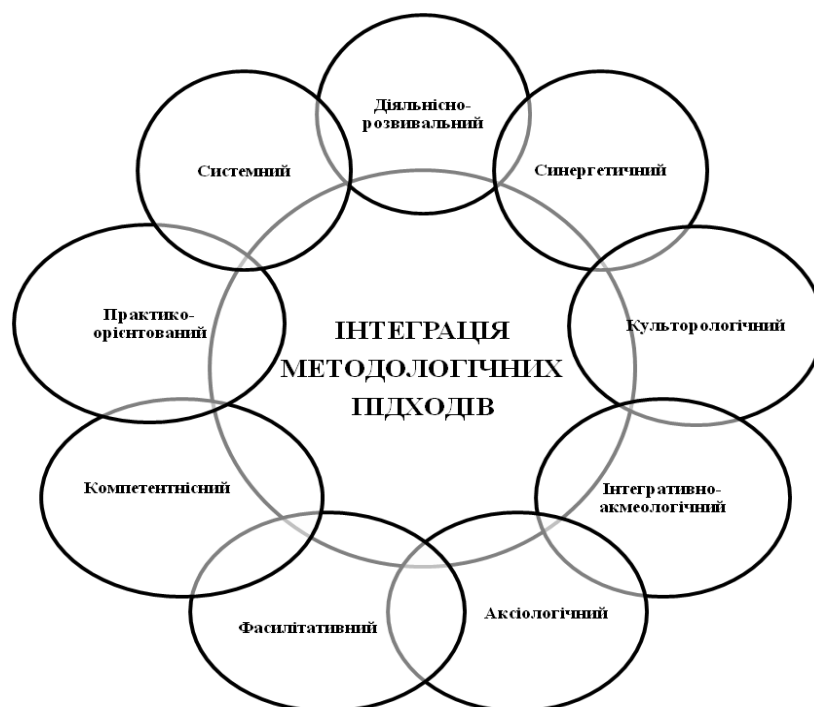 Діяльнісно-
розвивальний
Системний
Синергетичний
Практико-
орієнтований
ІНТЕГРАЦІЯ
МЕТОДОЛОГІЧНИХ
ПІДХОДІВ
Культорологічний
Компетентнісний
Інтегративно-
акмеологічний
Фасилітативний
Аксіологічний